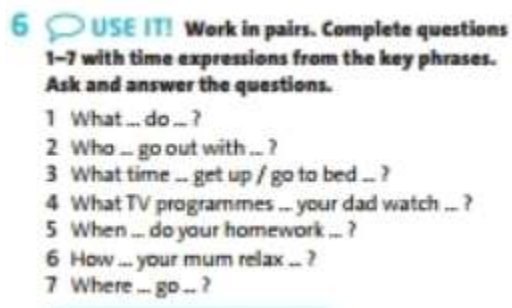 6 USE IT! Work in pairs. Complete questions
1–7 with time expressions from the key phrases.
Ask and answer the questions.
1 What ... do ... ?
2 Who ... go out with ... ?
3 What time ... get up / go to bed ... ?
4 What TV programmes ... your dad watch ... ?
5 When ... do your homework ... ?
6 How ... your mum relax ... ?
7 Where ... go ... ?